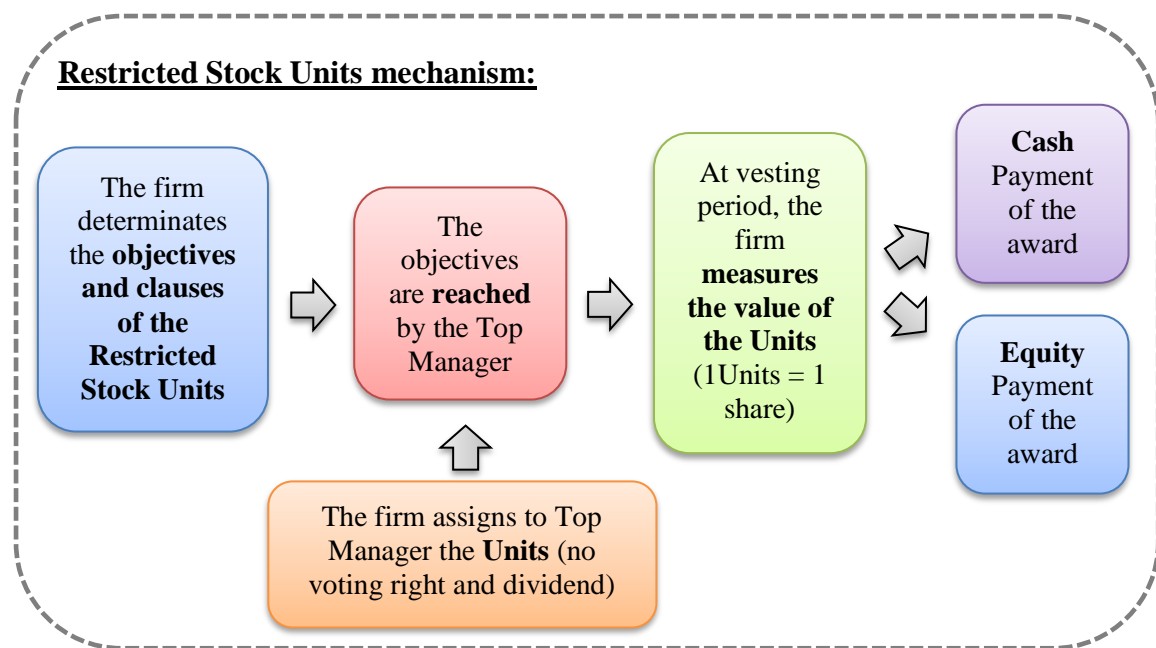 Restricted Stock Units mechanism:
The firm
determinates
the objectives
and clauses
of the
Restricted
Stock Units
The
objectives
are reached
by the Top
Manager
The firm assigns to Top
Manager the Units (no
voting right and dividend)
At vesting
period, the
firm
measures
the value of
the Units
(1Units = 1
share)
Cash
Payment
of the
award
Equity
Payment
of the
award